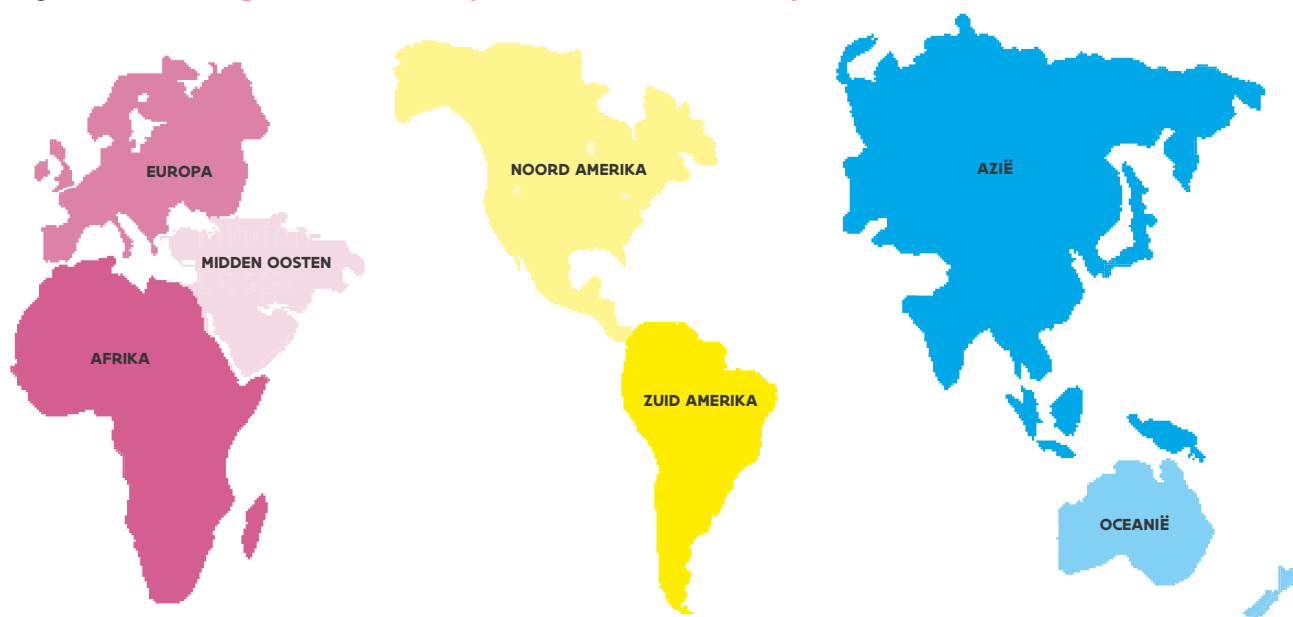 EUROPA
NOORD AMERIKA
AZIË
MIDDEN OOSTEN
AFRIKA
ZUID AMERIKA
OCEANIË